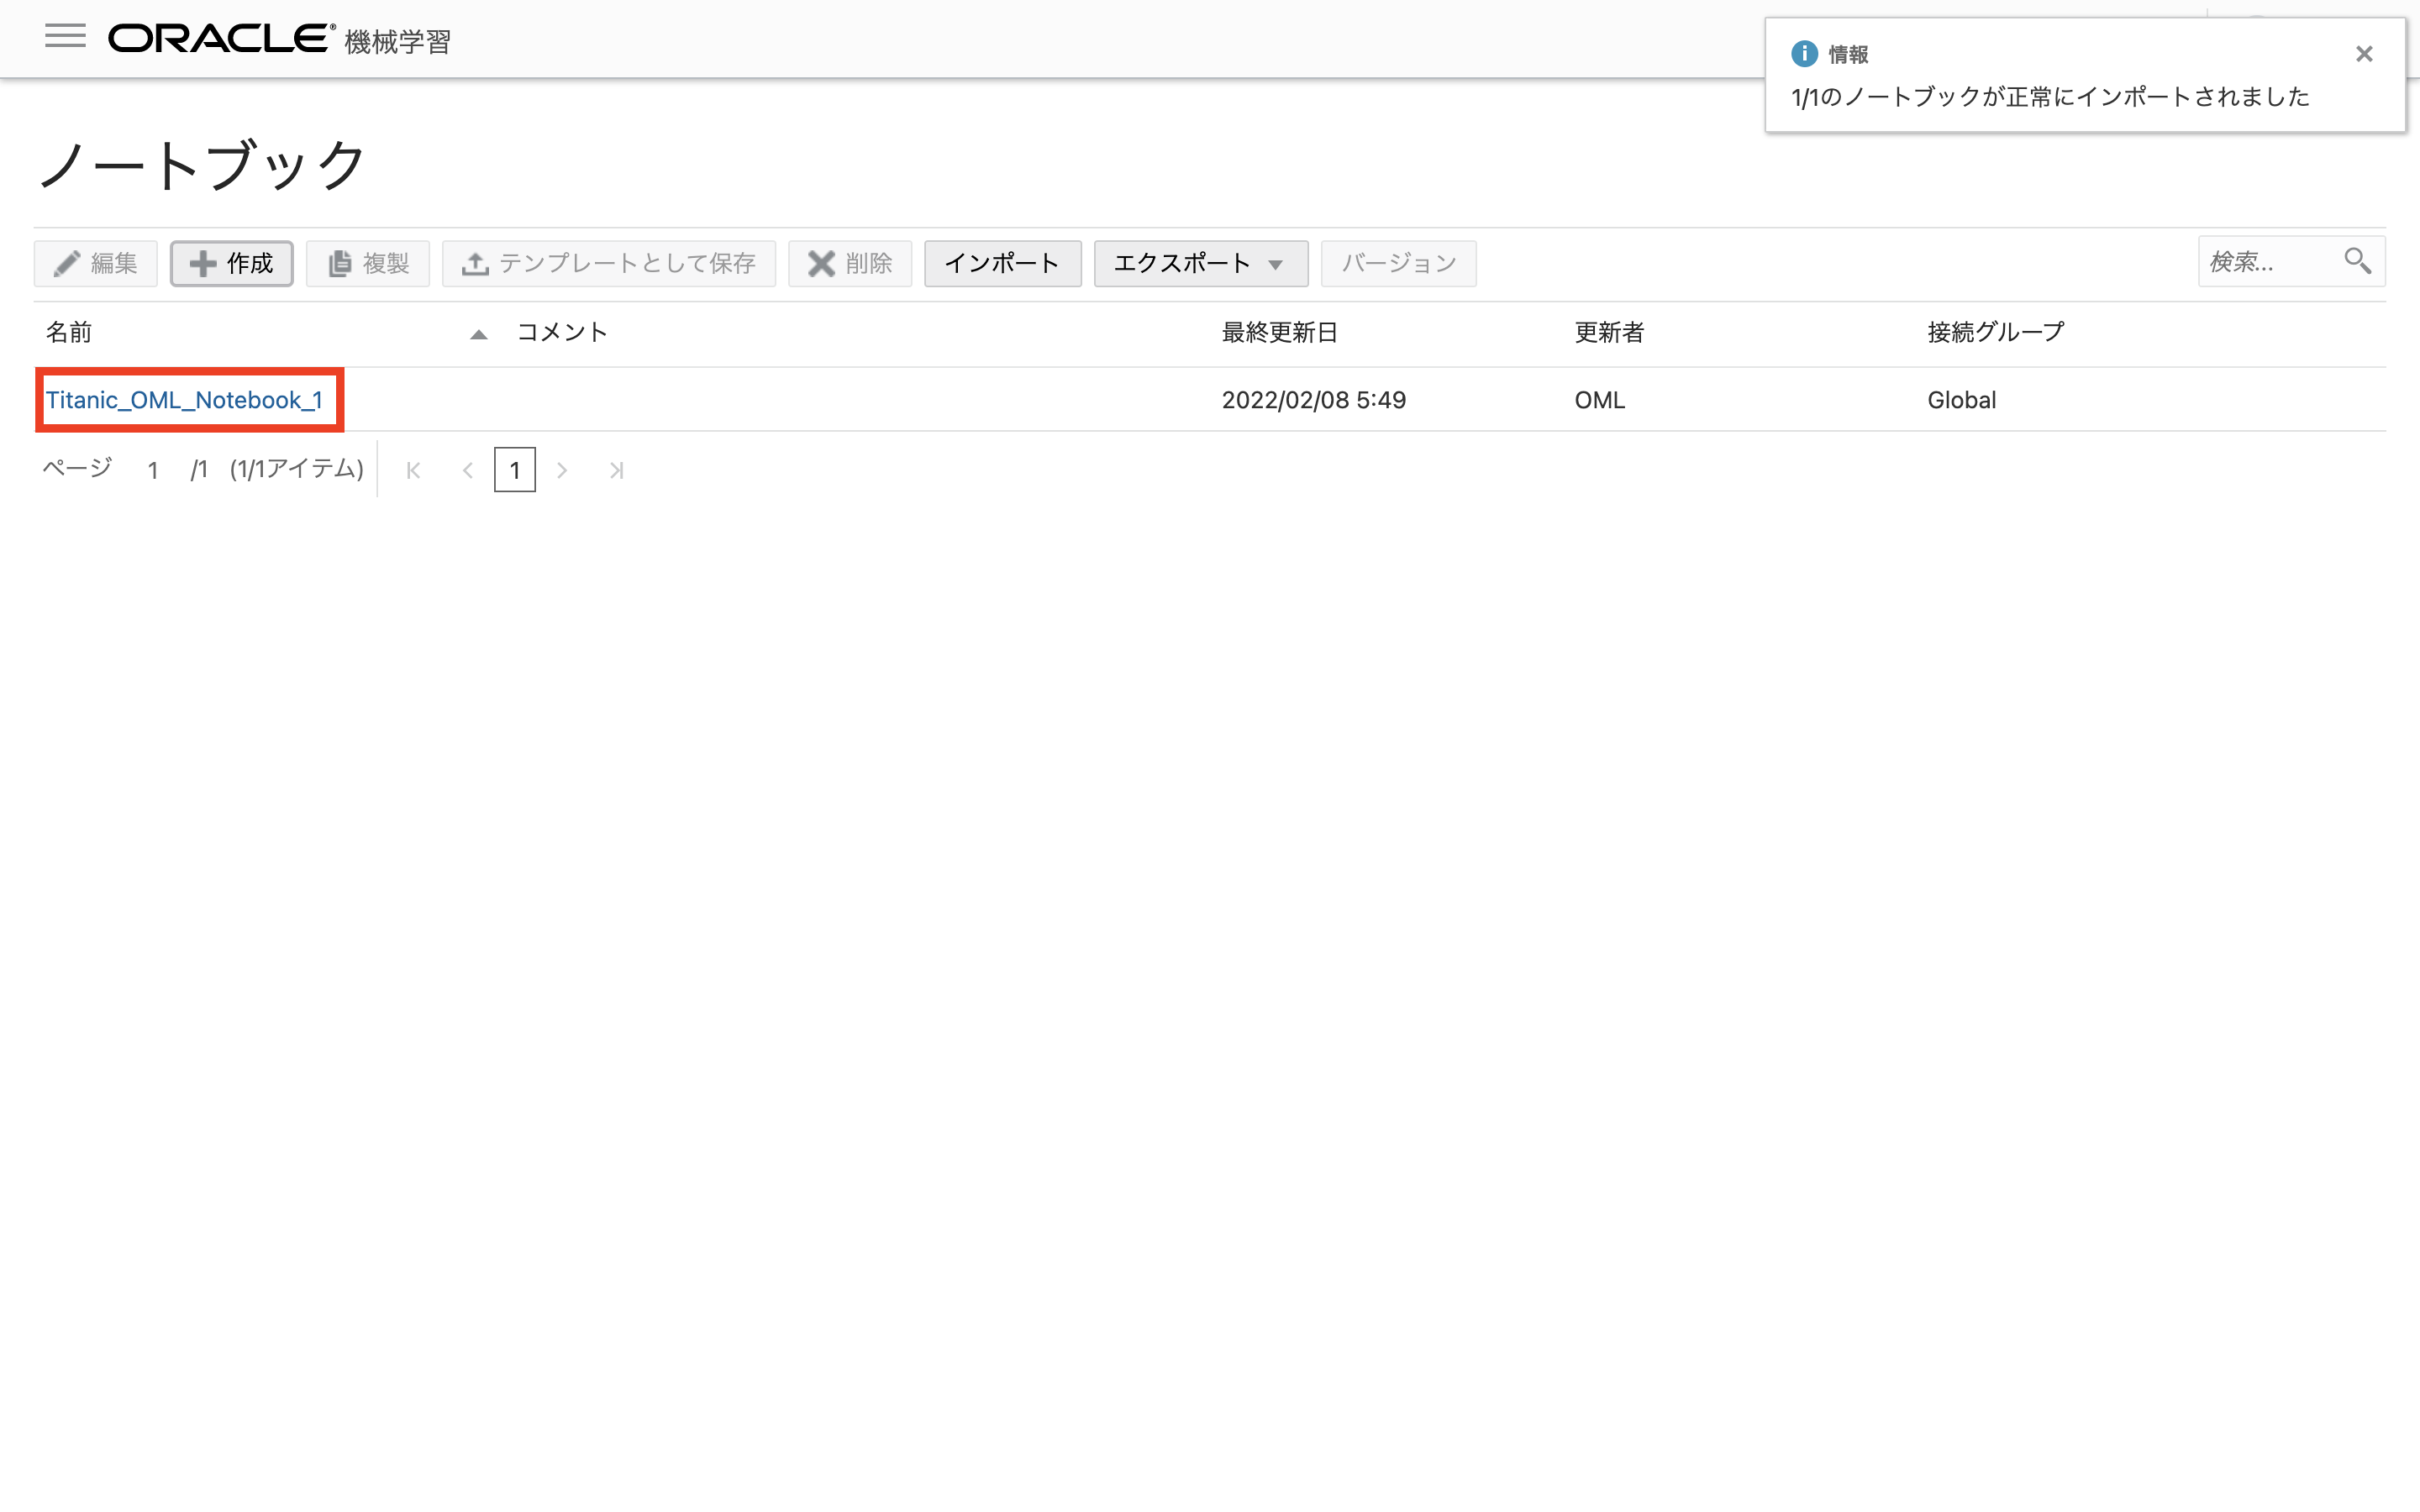 ORACLE® 機械学習
情報
1/1のノートブックが正常にインポートされました
ノートブック
編集 作成 複製 テンプレートとして保存 削除 インポート エクスポート バージョン 検索...
名前 コメント 最終更新日 更新者 接続グループ
Titanic_OML_Notebook_1 2022/02/08 5:49 OML Global
ページ 1 /1 (1/1アイテム) 1